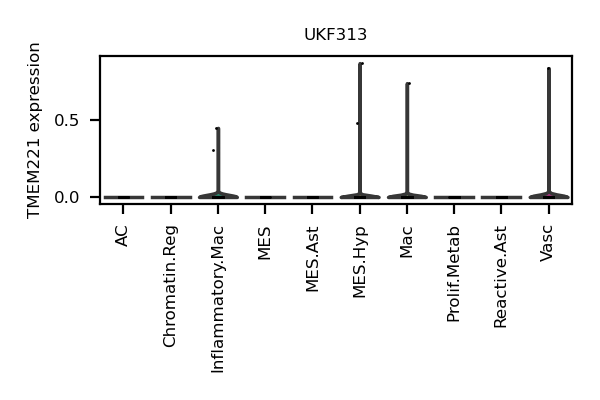 UKF313
TMEM221 expression
0.5
0.0
AC
Chromatin.Reg
Inflammatory.Mac
MES
MES.Ast
MES.Hyp
Mac
Prolif.Metab
Reactive.Ast
Vasc